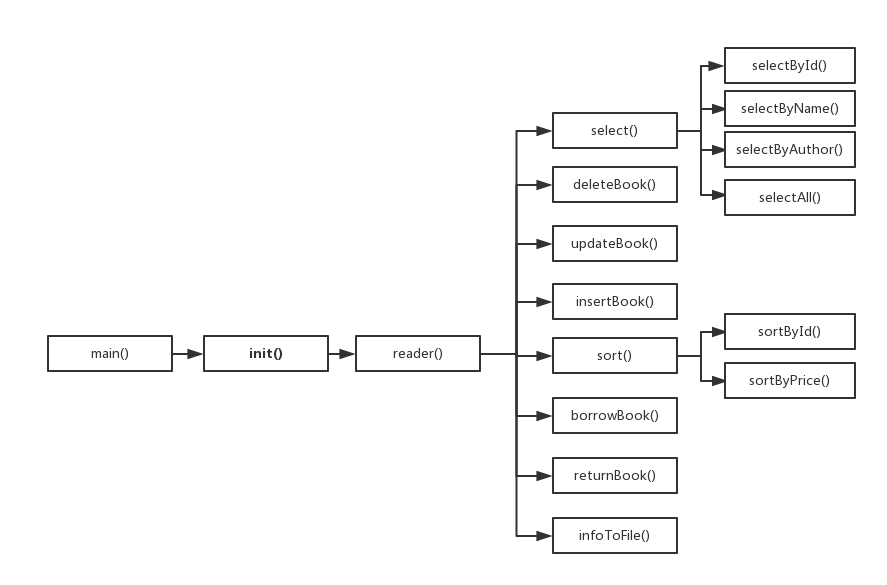 main()
init()
reader()
select()
deleteBook()
updateBook()
insertBook()
sort()
borrowBook()
returnBook()
infoToFile()
selectById()
selectByName()
selectByAuthor()
selectAll()
sortById()
sortByPrice()